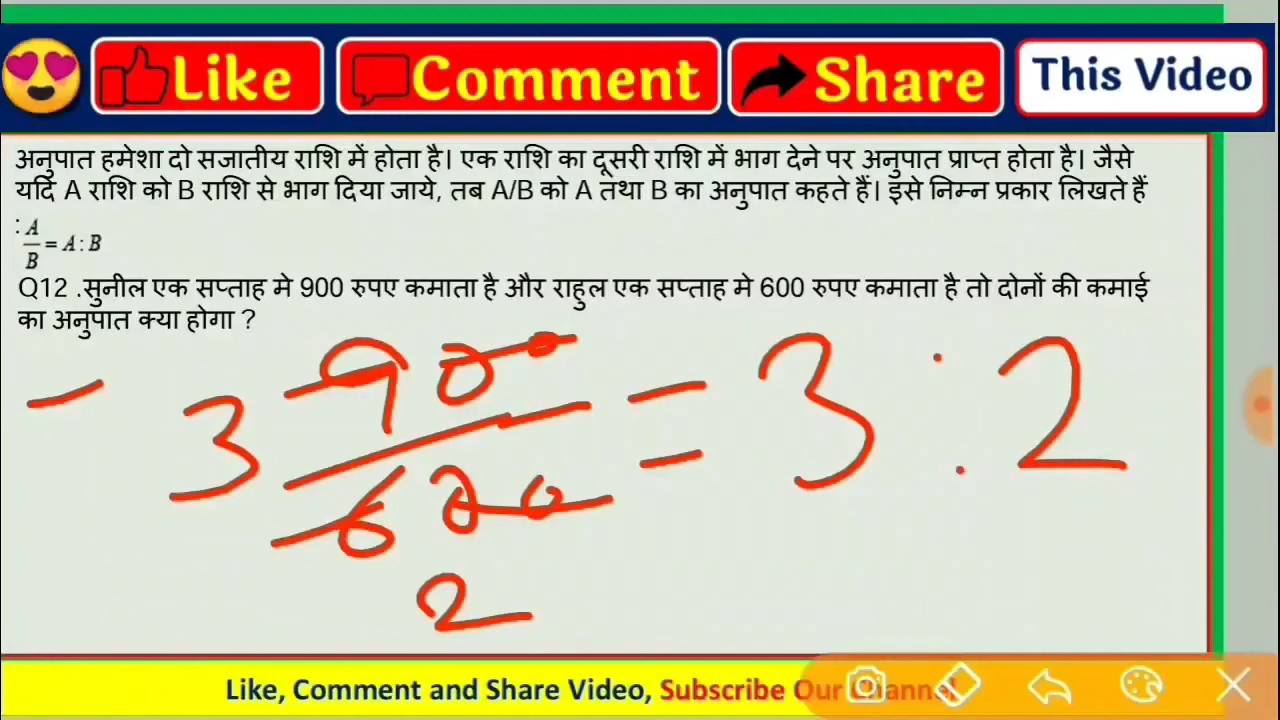 Like Comment Share This Video
अनुपात हमेशा दो सजातीय राशि में होता है। एक राशि का दूसरी राशि में भाग देने पर अनुपात प्राप्त होता है। जैसे
यदि A राशि को B राशि से भाग दिया जाये, तब A/B को A तथा B का अनुपात कहते हैं। इसे निम्न प्रकार लिखते हैं
: A/B = A : B
Q12 .सुनील एक सप्ताह मे 900 रुपए कमाता है और राहुल एक सप्ताह मे 600 रुपए कमाता है तो दोनों की कमाई
का अनुपात क्या होगा ?
3 900/600 = 3 : 2
2
Like, Comment and Share Video, Subscribe Our Channel